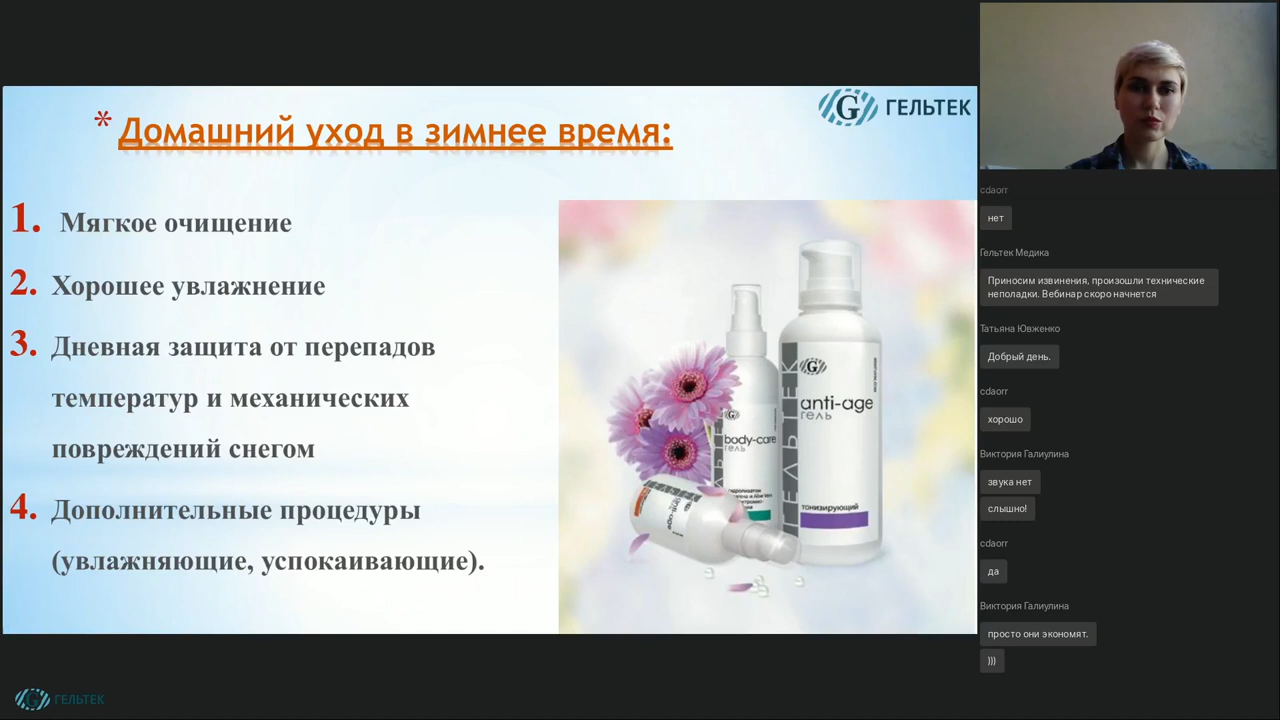 ГЕЛЬТЕК
* Домашний уход в зимнее время:
1. Мягкое очищение
2. Хорошее увлажнение
3. Дневная защита от перепадов
температур и механических
повреждений снегом
4. Дополнительные процедуры
(увлажняющие, успокаивающие).
anti-age
гель
body-care
гель
ГЕЛЬТЕК
тонизирующий
cdaorr
нет
Гельтек Медика
Приносим извинения, произошли технические
неполадки. Вебинар скоро начнется
Татьяна Ювженко
Добрый день.
cdaorr
хорошо
Виктория Галиулина
звука нет
слышно!
cdaorr
да
Виктория Галиулина
просто они экономят.
)))
ГЕЛЬТЕК